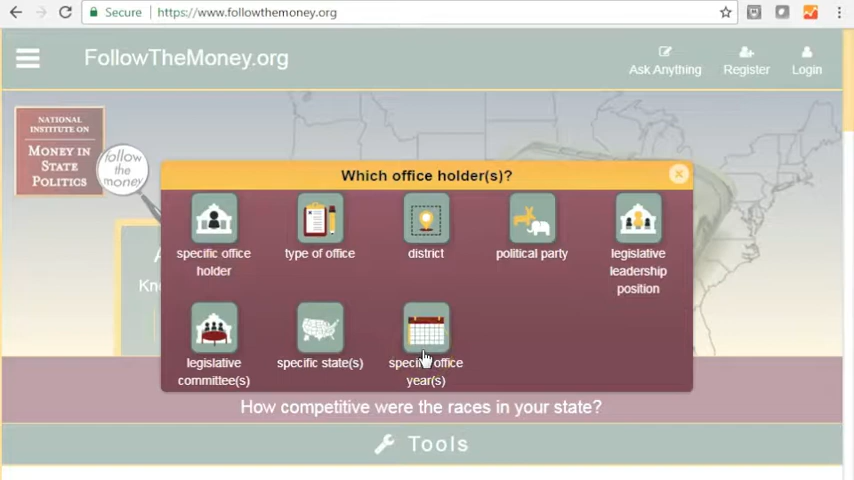 Secure https://www.followthemoney.org
FollowTheMoney.org
Ask Anything
Register
Login
NATIONAL
INSTITUTE ON
MONEY IN
STATE
POLITICS
follow
the
money
Which office holder(s)?
specific office
holder
type of office
district
political party
legislative
leadership
position
legislative
committee(s)
specific state(s)
office
year(s)
A
Kno
How competitive were the races in your state?
Tools